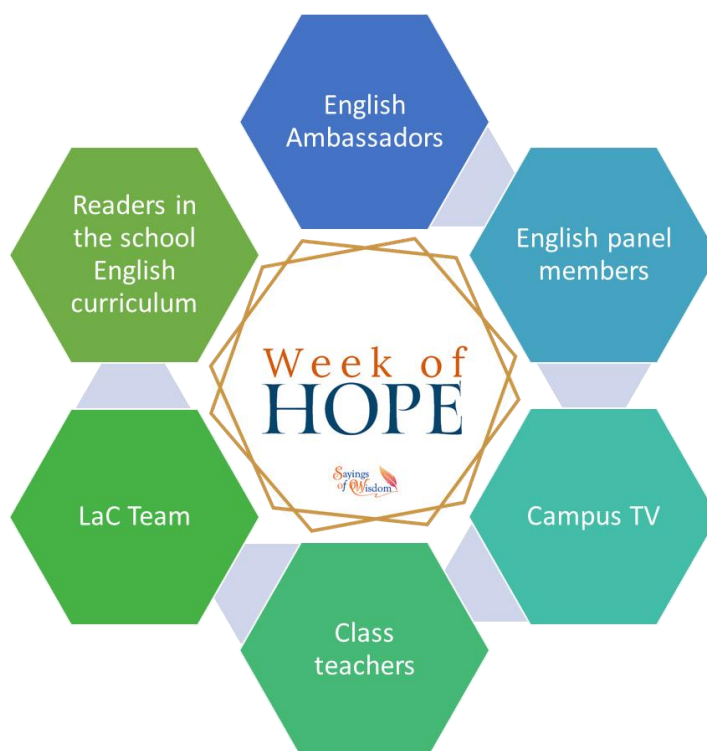 English
Ambassadors
English panel
members
Campus TV
Class
teachers
LaC Team
Readers in
the school
English
curriculum
Week of
HOPE
Sayings
of Wisdom